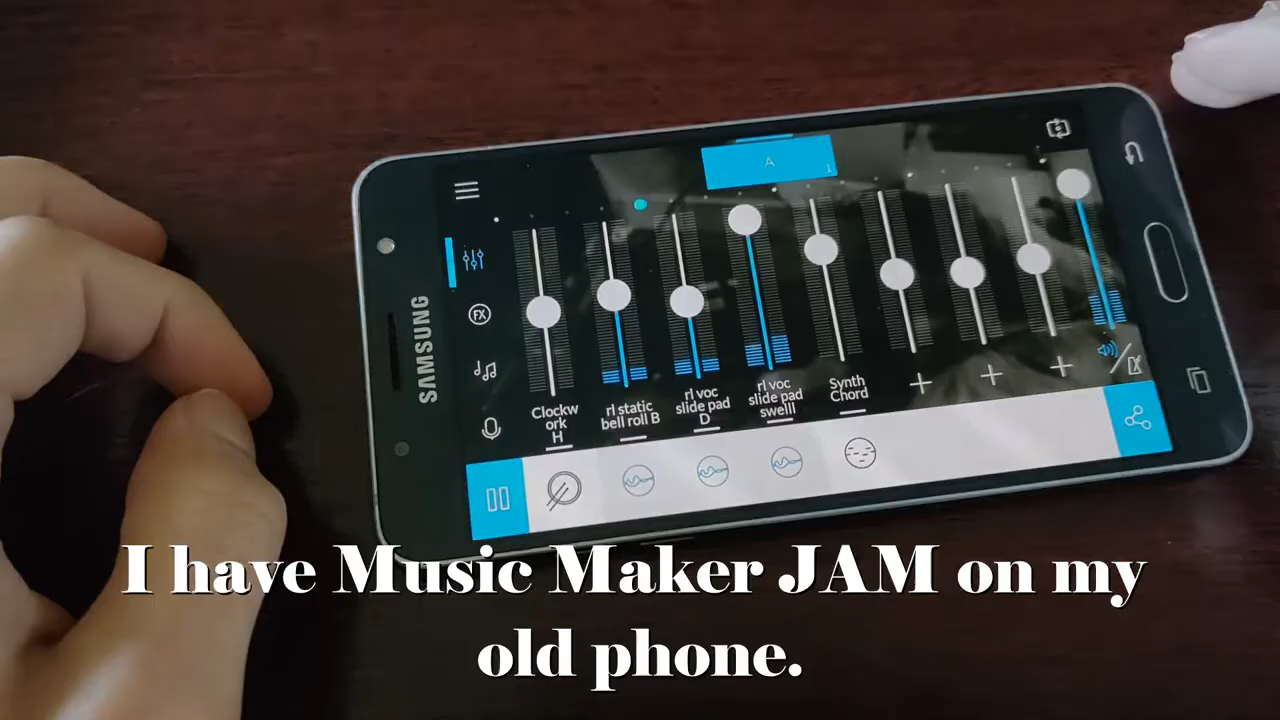 A
1
SAMSUNG
FX
Clockw
ork
H
rl static
bell roll B
rl voc
slide pad
D
rl voc
slide pad
swelll
Synth
Chord
I have Music Maker JAM on my
old phone.